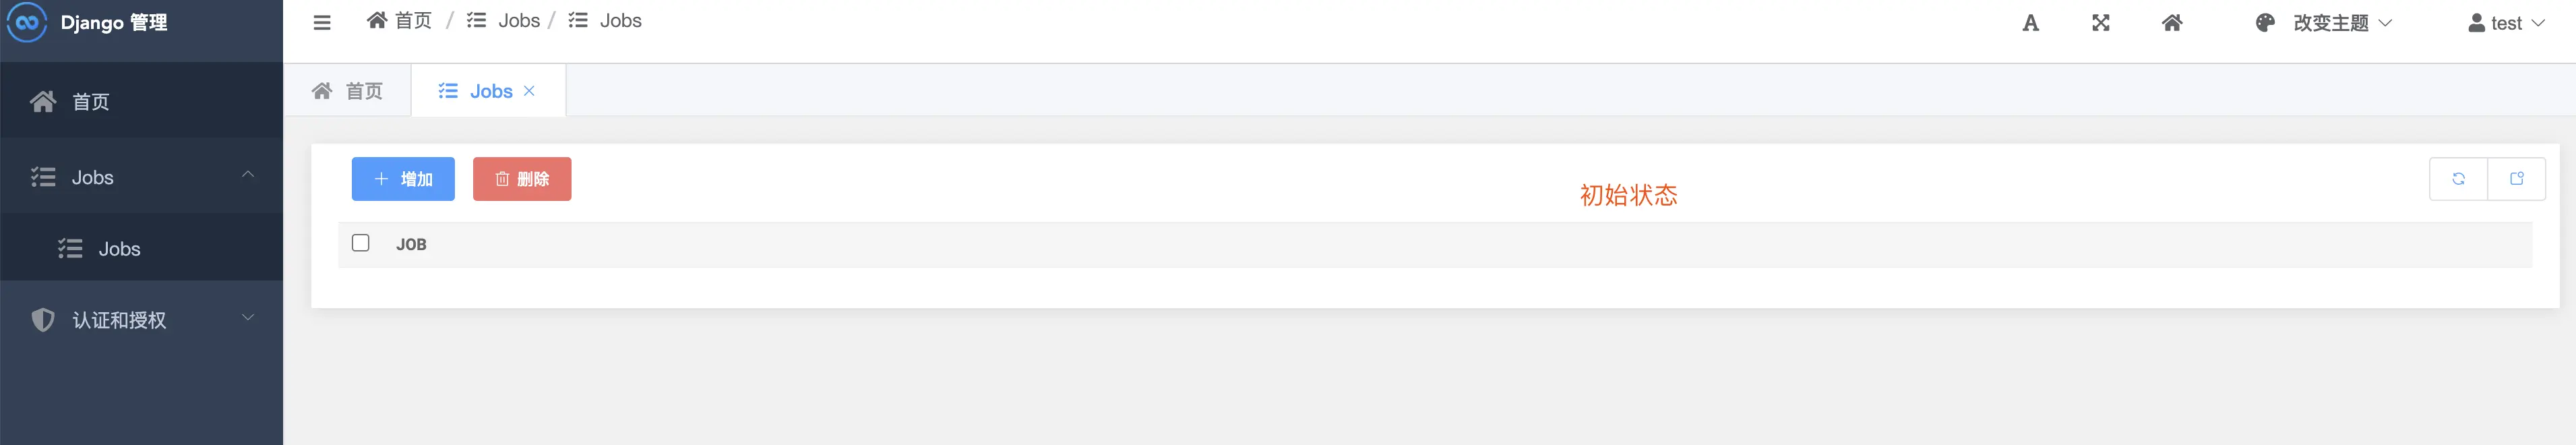 Django 管理
首页 / Jobs / Jobs
改变主题
test
首页
Jobs
Jobs
认证和授权
首页
Jobs
增加
删除
初始状态
JOB